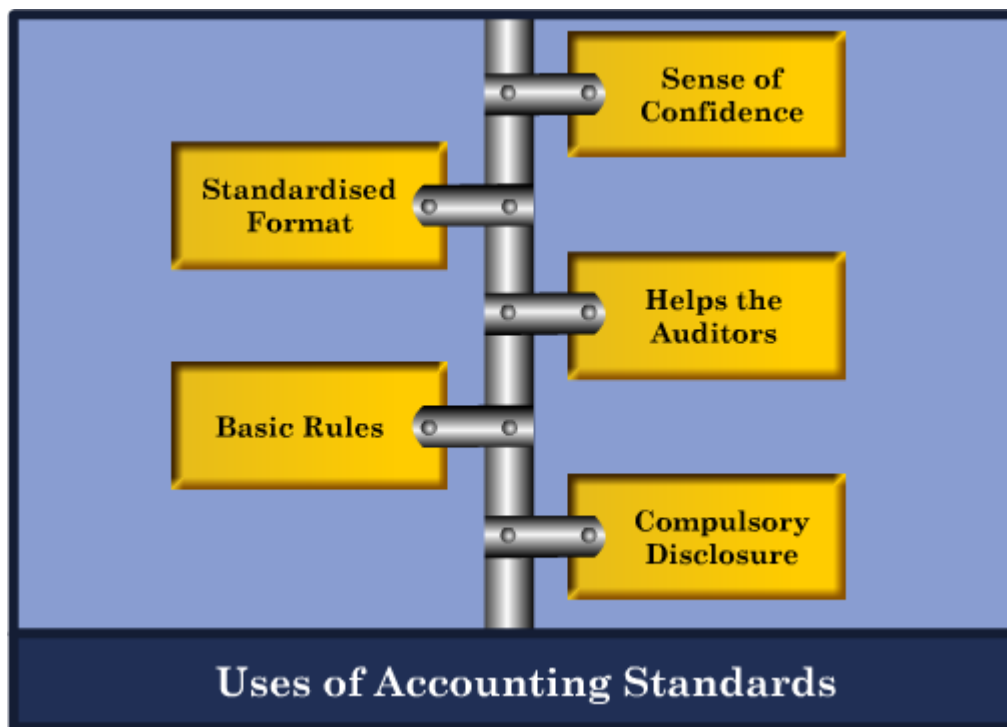 Sense of
Confidence
Standardised
Format
Helps the
Auditors
Basic Rules
Compulsory
Disclosure
Uses of Accounting Standards